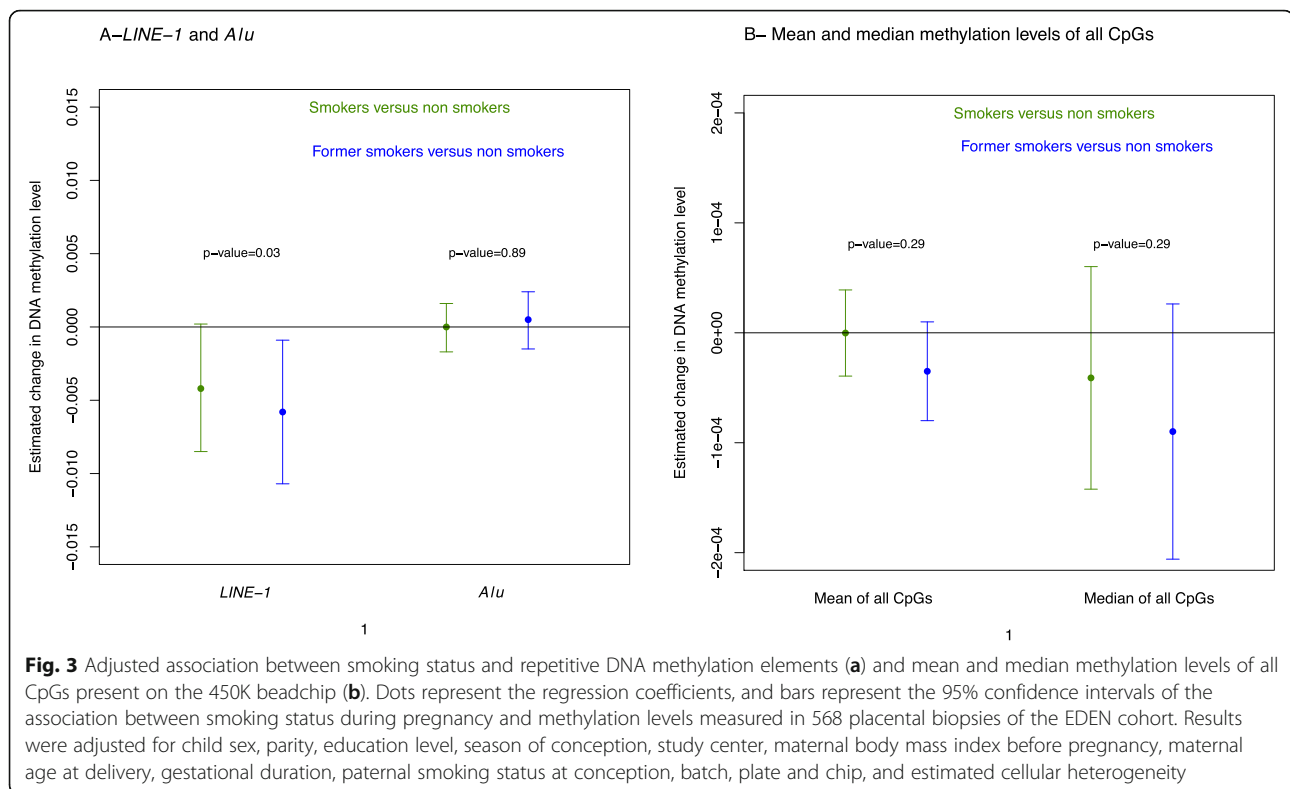 A–LINE–1 and Alu
Smokers versus non smokers
Former smokers versus non smokers
Estimated change in DNA methylation level
0.015
0.010
0.005
0.000
−0.005
−0.010
−0.015
p−value=0.03
p−value=0.89
LINE−1
Alu
1
B– Mean and median methylation levels of all CpGs
Smokers versus non smokers
Former smokers versus non smokers
Estimated change in DNA methylation level
2e−04
1e−04
0e+00
−1e−04
−2e−04
p−value=0.29
p−value=0.29
Mean of all CpGs
Median of all CpGs
1
Fig. 3 Adjusted association between smoking status and repetitive DNA methylation elements (a) and mean and median methylation levels of all
CpGs present on the 450K beadchip (b). Dots represent the regression coefficients, and bars represent the 95% confidence intervals of the
association between smoking status during pregnancy and methylation levels measured in 568 placental biopsies of the EDEN cohort. Results
were adjusted for child sex, parity, education level, season of conception, study center, maternal body mass index before pregnancy, maternal
age at delivery, gestational duration, paternal smoking status at conception, batch, plate and chip, and estimated cellular heterogeneity